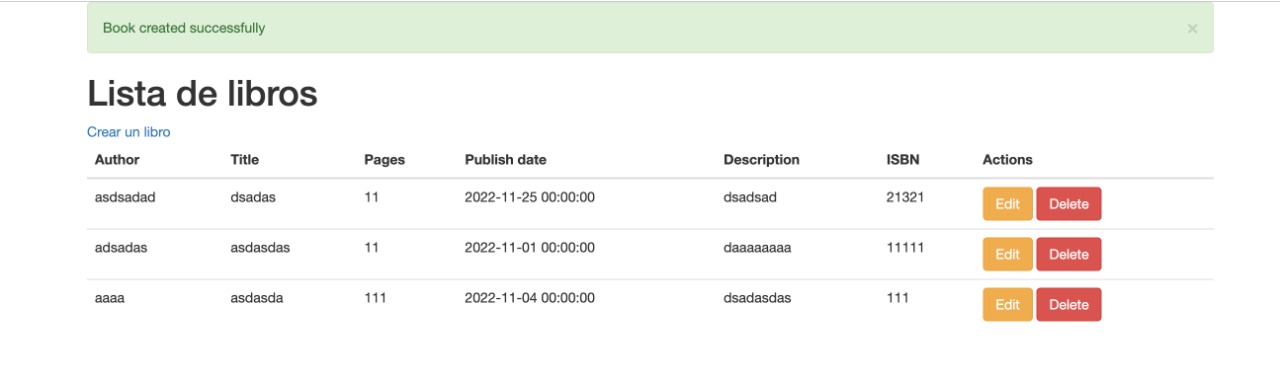 Book created successfully ×
Lista de libros
Crear un libro
Author Title Pages Publish date Description ISBN Actions
asdsadad dsadas 11 2022-11-25 00:00:00 dsadsad 21321 Edit Delete
adsadas asdasdas 11 2022-11-01 00:00:00 daaaaaaaa 11111 Edit Delete
aaaa asdasda 111 2022-11-04 00:00:00 dsadasdas 111 Edit Delete